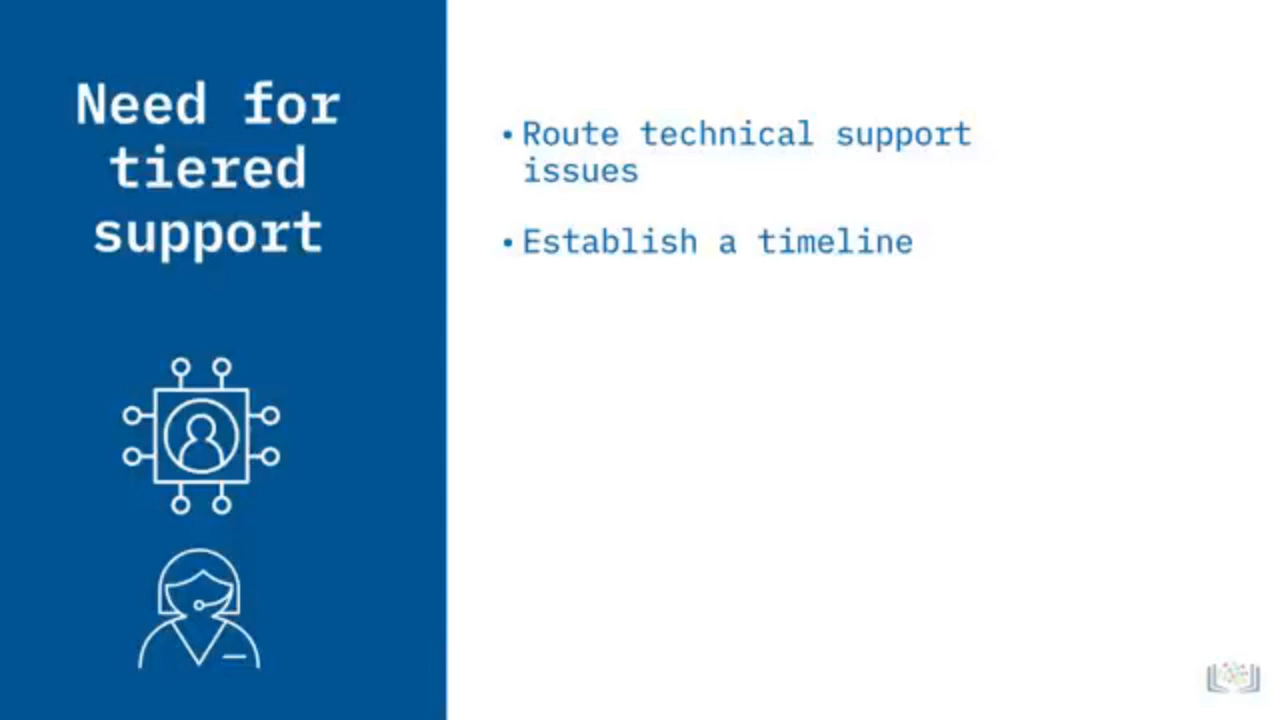 Need for
tiered
support
• Route technical support
issues
• Establish a timeline